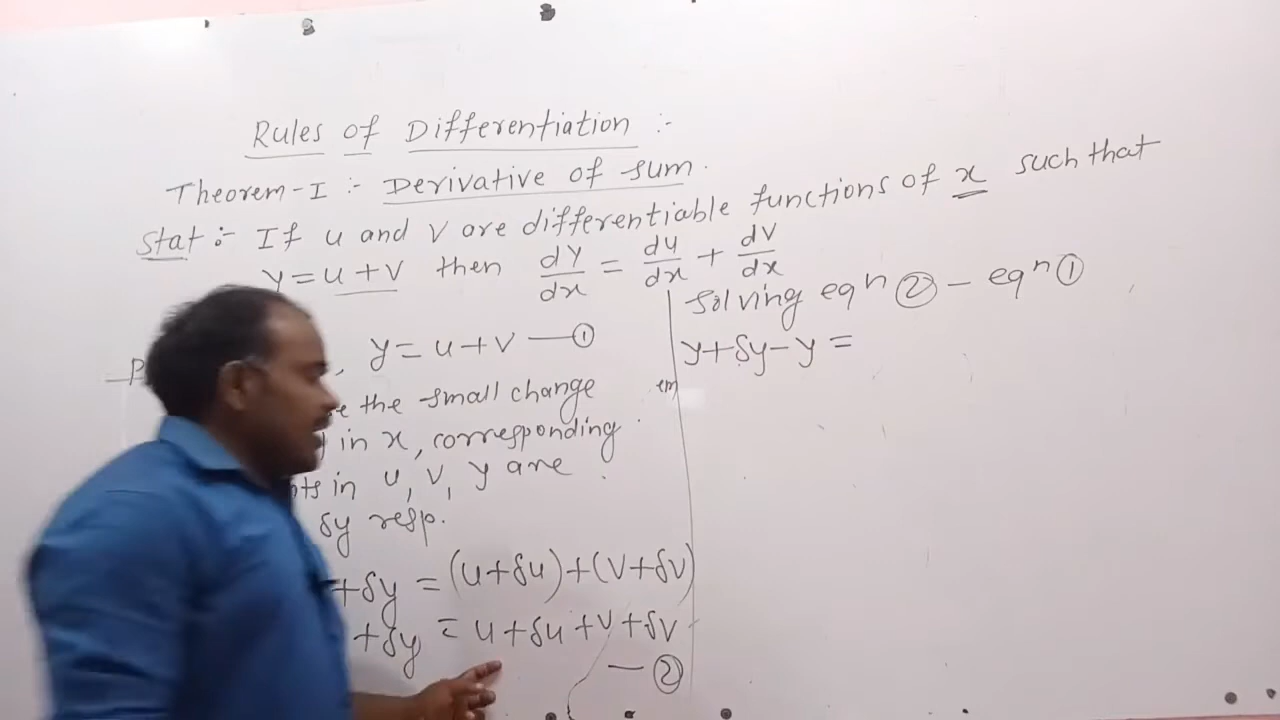 Rules of Differentiation :-
Theorem-I :- Derivative of sum.
Stat :- If u and v are differentiable functions of x such that
y = u + v then dy/dx = du/dx + dv/dx
, y = u + v — ①
the small change
in x, corresponding
in u, v, y are
δy resp.
+δy = (u+δu)+(v+δv)
+δy = u+δu+v+δv
— ②
Solving eqⁿ ② – eqⁿ ①
y+δy-y =